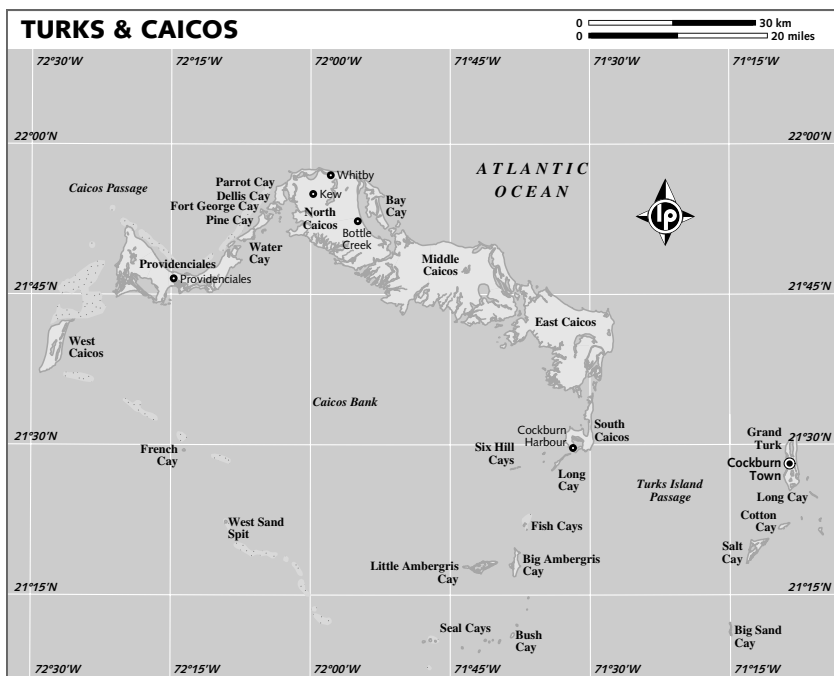 TURKS & CAICOS
0 30 km
0 20 miles
72°30'W 72°15'W 72°00'W 71°45'W 71°30'W 71°15'W
22°00'N 22°00'N
ATLANTIC
OCEAN
Caicos Passage
Parrot Cay
Dellis Cay
Fort George Cay
Pine Cay
Water
Cay
Whitby
Kew
North
Caicos
Bottle
Creek
Bay
Cay
lp
Providenciales
Providenciales
Middle
Caicos
21°45'N 21°45'N
West
Caicos
East Caicos
Caicos Bank
Cockburn
Harbour
South
Caicos
21°30'N 21°30'N
French
Cay
Six Hill
Cays
Long
Cay
Grand
Turk
Cockburn
Town
Turks Island
Passage
Long Cay
Cotton
Cay
Salt
Cay
West Sand
Spit
Fish Cays
Little Ambergris
Cay
Big Ambergris
Cay
21°15'N 21°15'N
Seal Cays
Bush
Cay
Big Sand
Cay
72°30'W 72°15'W 72°00'W 71°45'W 71°30'W 71°15'W